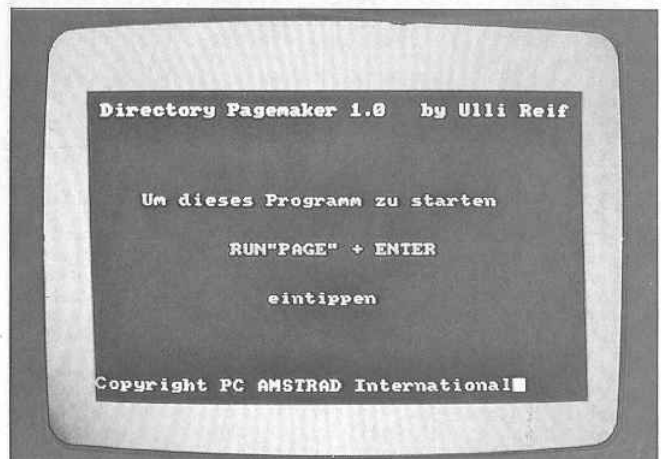 Directory Pagemaker 1.0 by Ulli Reif
Um dieses Programm zu starten
RUN"PAGE" + ENTER
eintippen
Copyright PC AMSTRAD International